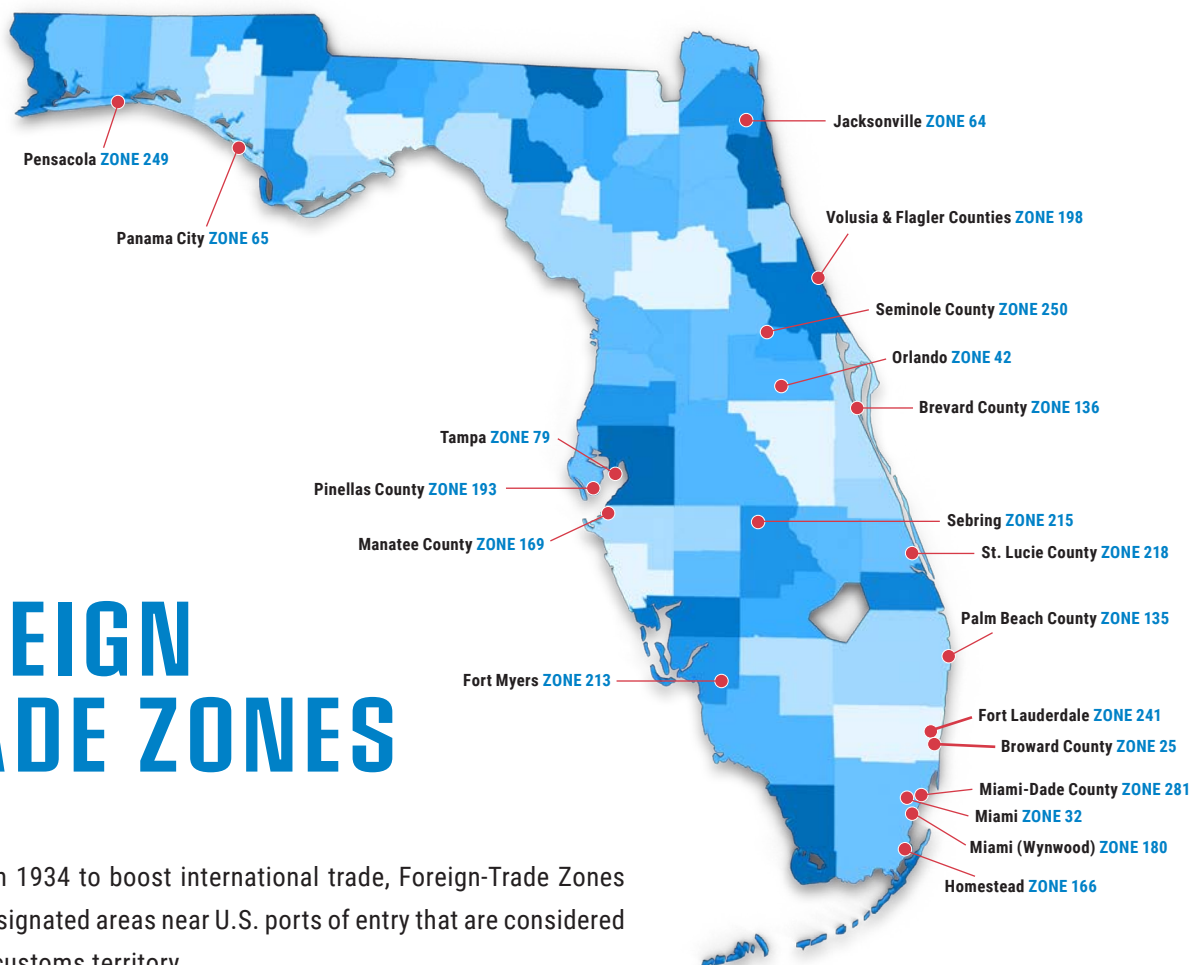 Jacksonville ZONE 64
Pensacola ZONE 249
Volusia & Flagler Counties ZONE 198
Panama City ZONE 65
Seminole County ZONE 250
Orlando ZONE 42
Brevard County ZONE 136
Tampa ZONE 79
Pinellas County ZONE 193
Sebring ZONE 215
Manatee County ZONE 169
St. Lucie County ZONE 218
Palm Beach County ZONE 135
EIGN
ADE ZONES
Fort Myers ZONE 213
Fort Lauderdale ZONE 241
Broward County ZONE 25
Miami-Dade County ZONE 281
Miami ZONE 32
Miami (Wynwood) ZONE 180
Homestead ZONE 166
n 1934 to boost international trade, Foreign-Trade Zones
signated areas near U.S. ports of entry that are considered
customs territory